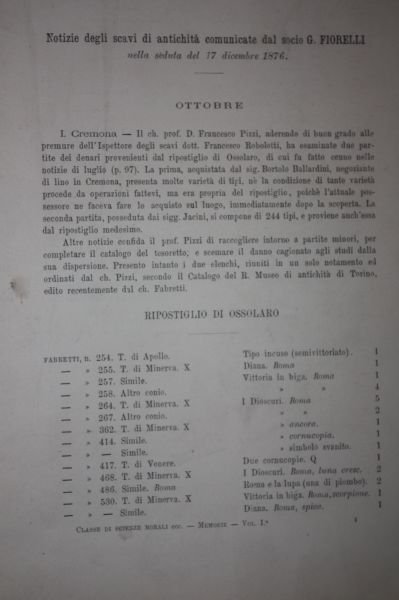 Notizie degli scavi di antichità comunicate dal socio G. FIORELLI
nella seduta del 17 dicembre 1876.
OTTOBRE
I. Cremona — Il ch. prof. D. Francesco Pizzi, aderendo di buon grado alle
premure dell'Ispettore degli scavi dott. Francesco Robolotti, ha esaminate due par-
tite dei denari provenienti dal ripostiglio di Ossolaro, di cui fu fatto cenno nelle
notizie di luglio (p. 97). La prima, acquistata dal sig. Bortolo Ballardini, negoziante
di lino in Cremona, presenta molte varietà di tipi, nè la condizione di tante varietà
procede da operazioni fattevi, ma era propria del ripostiglio, poichè l'attuale pos-
sessore ne faceva fare lo acquisto sul luogo, immediatamente dopo la scoperta. La
seconda partita, posseduta dai sigg. Jacini, si compone di 244 tipi, e proviene anch'essa
dal ripostiglio medesimo.
Altre notizie confida il prof. Pizzi di raccogliere intorno a partite minori, per
completare il catalogo del tesoretto, e scemare il danno cagionato agli studi dalla
sua dispersione. Presento intanto i due elenchi, riuniti in un solo notamento ed
ordinati dal ch. Pizzi, secondo il Catalogo del R. Museo di antichità di Torino,
edito recentemente dal ch. Fabretti.
RIPOSTIGLIO DI OSSOLARO
FABRETTI, n. 254. T. di Apollo. Tipo incuso (semivittoriato). 1
— » 255. T. di Minerva. X Diana. Roma 1
— » 257. Simile. Vittoria in biga. Roma 1
— » 258. Altro conio. » » 4
— » 264. T. di Minerva. X I Dioscuri. Roma 5
— » 267. Altro conio. » » 2
— » 362. T. di Minerva. X » ancora. 1
— » 414. Simile. » cornucopia. 1
— » — Simile. » simbolo svanito. 1
— » 417. T. di Venere. Due cornucopie. Q 1
— » 468. T. di Minerva. X I Dioscuri. Roma, luna cresc. 2
— » 486. Simile. Roma Roma e la lupa (una di piombo). 2
— » 530. T. di Minerva. X Vittoria in biga. Roma, scorpione. 1
— » — Simile. Diana. Roma, spica. 1
CLASSE DI SCIENZE MORALI ecc. — MEMORIE — VOL. I.º